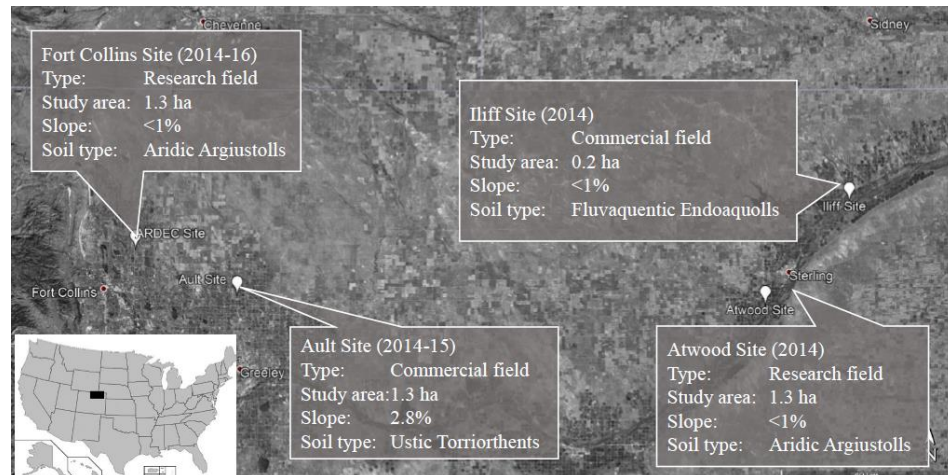 Cheyenne
Sidney
Fort Collins Site (2014-16)
Type: Research field
Study area: 1.3 ha
Slope: <1%
Soil type: Aridic Argiustolls
Iliff Site (2014)
Type: Commercial field
Study area: 0.2 ha
Slope: <1%
Soil type: Fluvaquentic Endoaquolls
Iliff Site
ARDEC Site
Fort Collins
Ault Site
Sterling
Atwood Site
Greeley
Ault Site (2014-15)
Type: Commercial field
Study area:1.3 ha
Slope: 2.8%
Soil type: Ustic Torriorthents
Atwood Site (2014)
Type: Research field
Study area: 1.3 ha
Slope: <1%
Soil type: Aridic Argiustolls